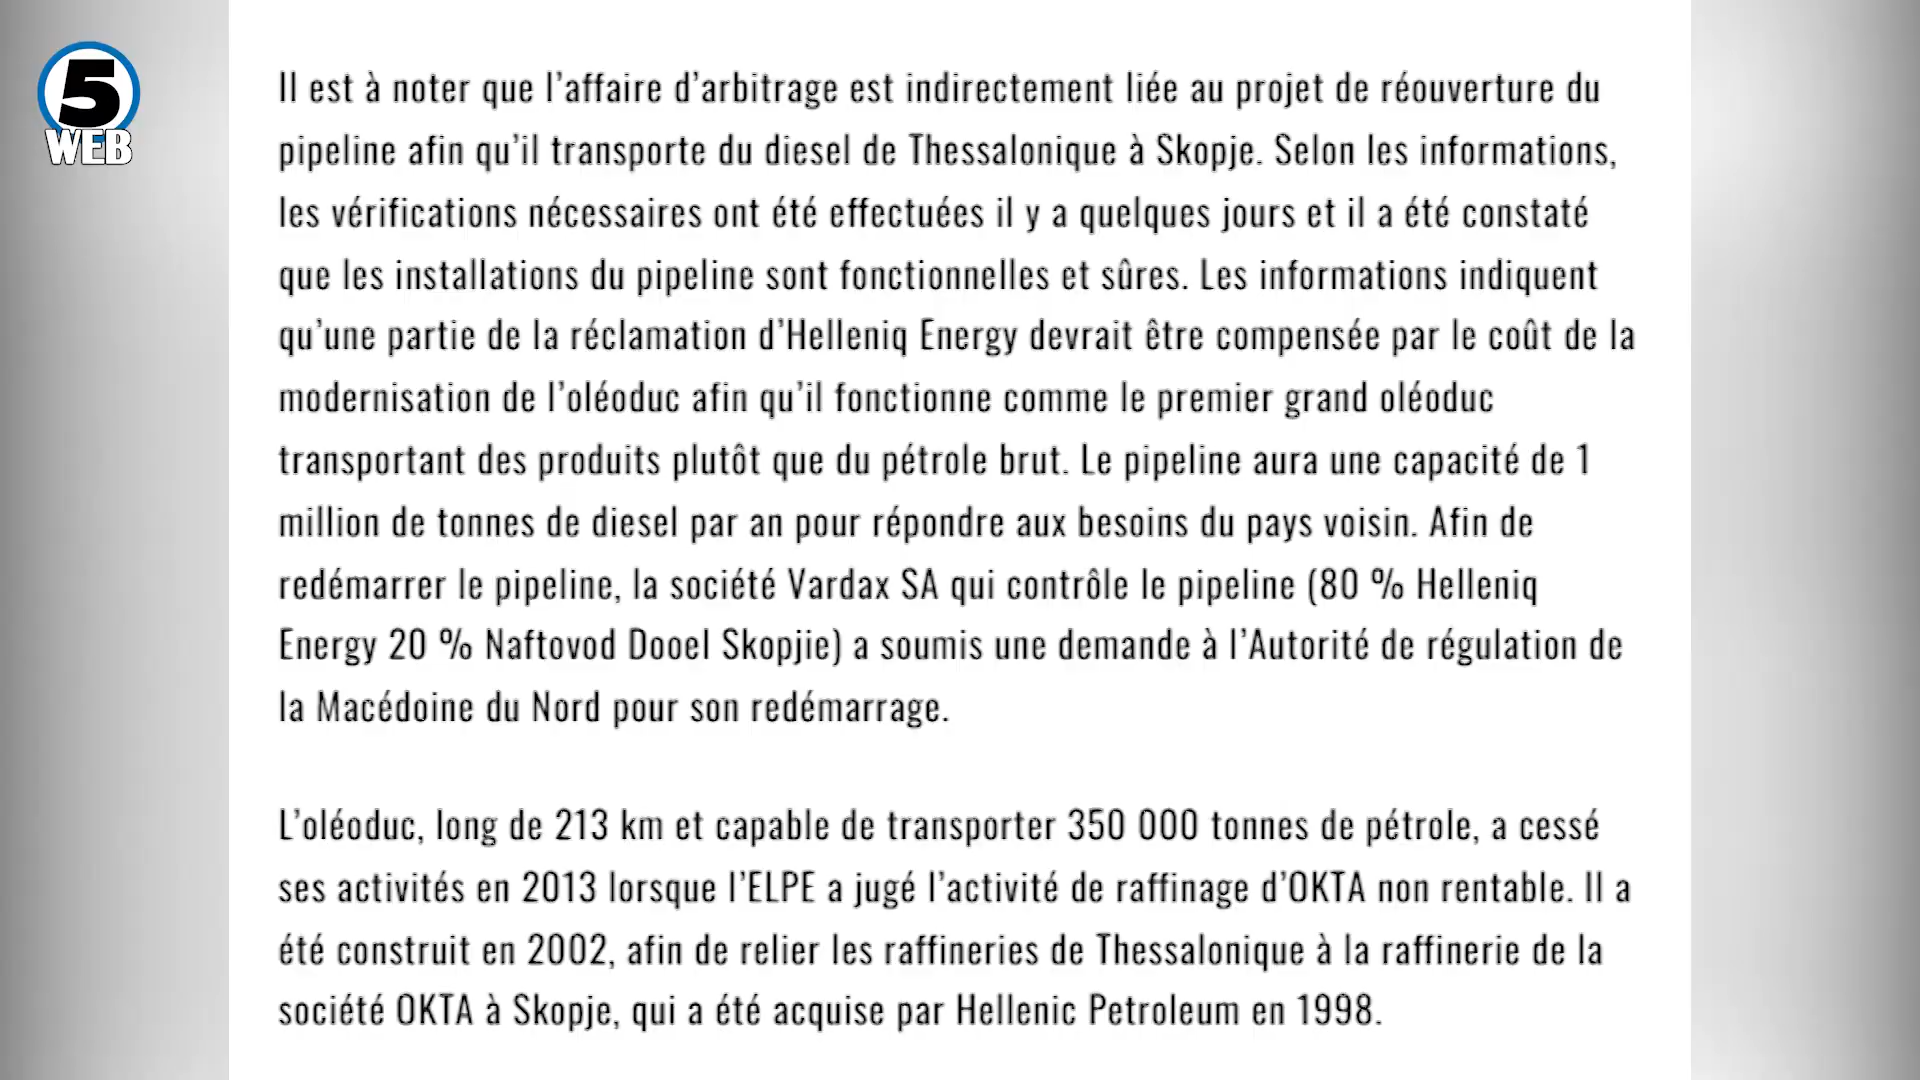 5
WEB
Il est à noter que l’affaire d’arbitrage est indirectement liée au projet de réouverture du
pipeline afin qu’il transporte du diesel de Thessalonique à Skopje. Selon les informations,
les vérifications nécessaires ont été effectuées il y a quelques jours et il a été constaté
que les installations du pipeline sont fonctionnelles et sûres. Les informations indiquent
qu’une partie de la réclamation d’Helleniq Energy devrait être compensée par le coût de la
modernisation de l’oléoduc afin qu’il fonctionne comme le premier grand oléoduc
transportant des produits plutôt que du pétrole brut. Le pipeline aura une capacité de 1
million de tonnes de diesel par an pour répondre aux besoins du pays voisin. Afin de
redémarrer le pipeline, la société Vardax SA qui contrôle le pipeline (80 % Helleniq
Energy 20 % Naftovod Dooel Skopjie) a soumis une demande à l’Autorité de régulation de
la Macédoine du Nord pour son redémarrage.
L’oléoduc, long de 213 km et capable de transporter 350 000 tonnes de pétrole, a cessé
ses activités en 2013 lorsque l’ELPE a jugé l’activité de raffinage d’OKTA non rentable. Il a
été construit en 2002, afin de relier les raffineries de Thessalonique à la raffinerie de la
société OKTA à Skopje, qui a été acquise par Hellenic Petroleum en 1998.